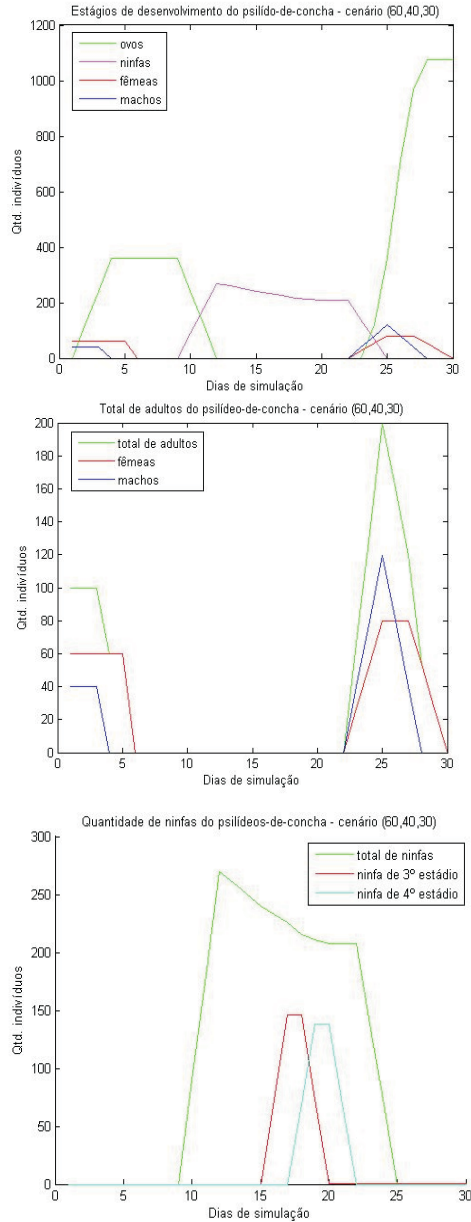 Estágios de desenvolvimento do psilídо-de-concha - cenário (60,40,30)
ovos
ninfas
fêmeas
machos
Qtd. indivíduos
1200
1000
800
600
400
200
0
0 5 10 15 20 25 30
Dias de simulação
Total de adultos do psilídeo-de-concha - cenário (60,40,30)
total de adultos
fêmeas
machos
Qtd. indivíduos
200
180
160
140
120
100
80
60
40
20
0
0 5 10 15 20 25 30
Dias de simulação
Quantidade de ninfas do psilídeos-de-concha - cenário (60,40,30)
total de ninfas
ninfa de 3º estádio
ninfa de 4º estádio
Qtd. indivíduos
300
250
200
150
100
50
0
0 5 10 15 20 25 30
Dias de simulação